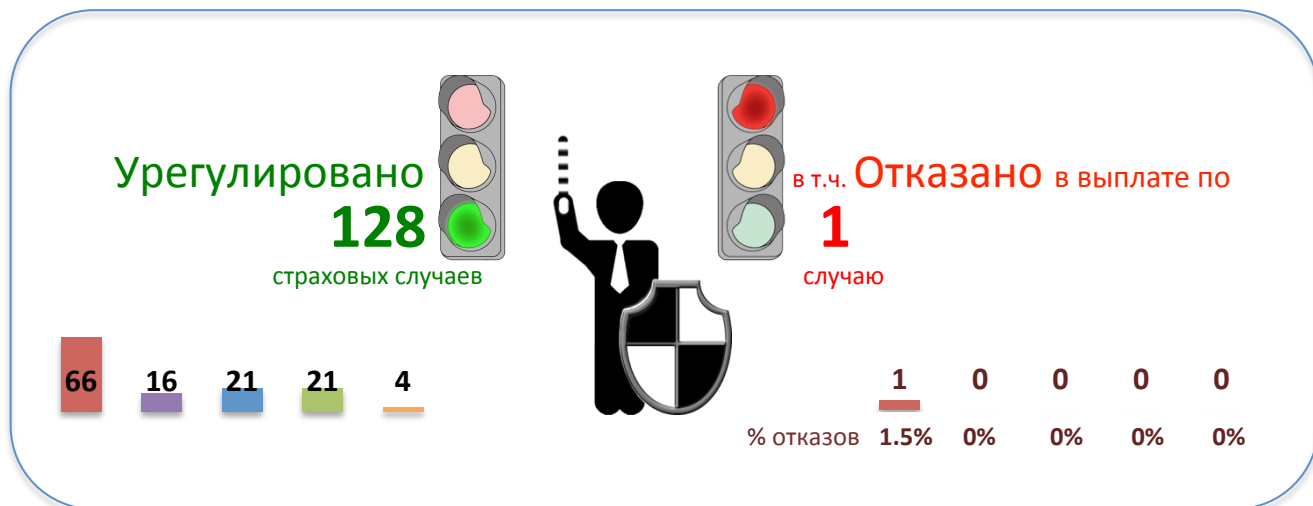 Урегулировано
128
страховых случаев
в т.ч. Отказано в выплате по
1
случаю
66 16 21 21 4
1 0 0 0 0
% отказов 1.5% 0% 0% 0% 0%